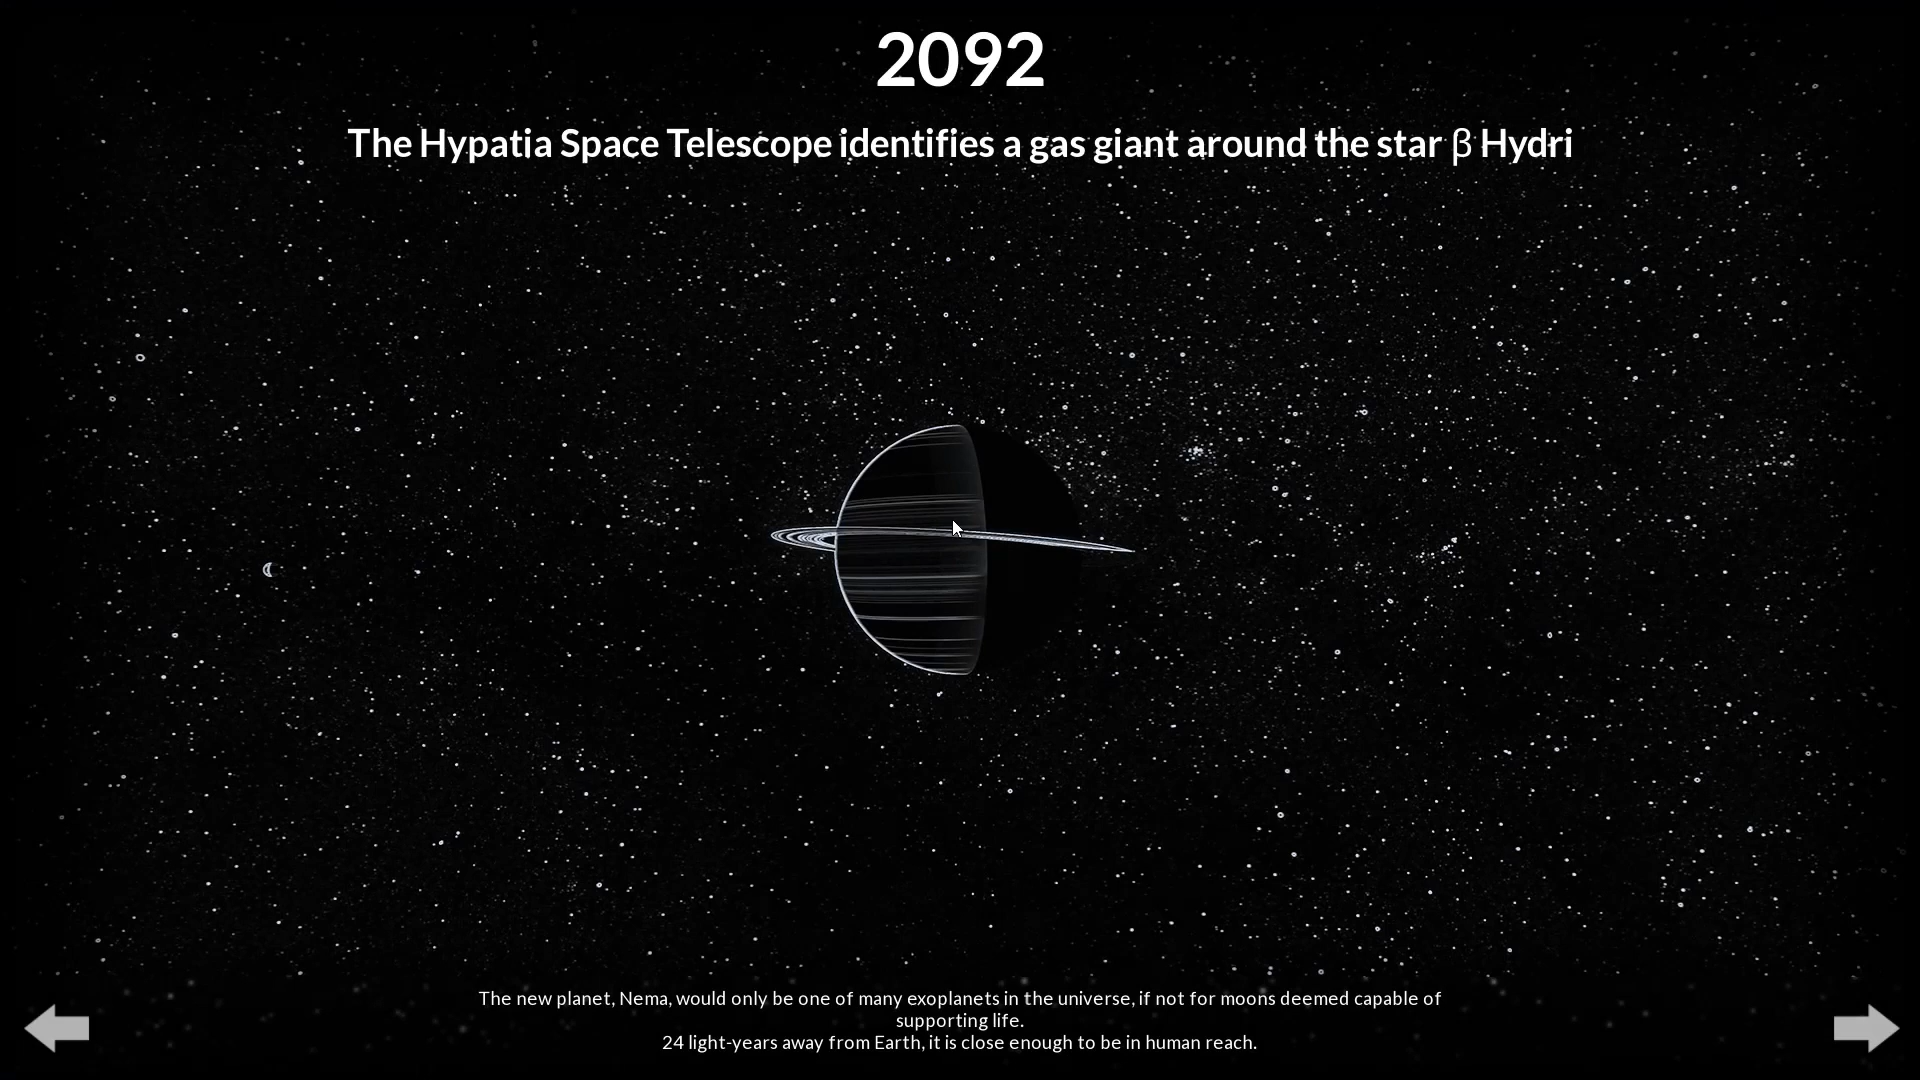 2092
The Hypatia Space Telescope identifies a gas giant around the star β Hydri
The new planet, Nema, would only be one of many exoplanets in the universe, if not for moons deemed capable of
supporting life.
24 light-years away from Earth, it is close enough to be in human reach.